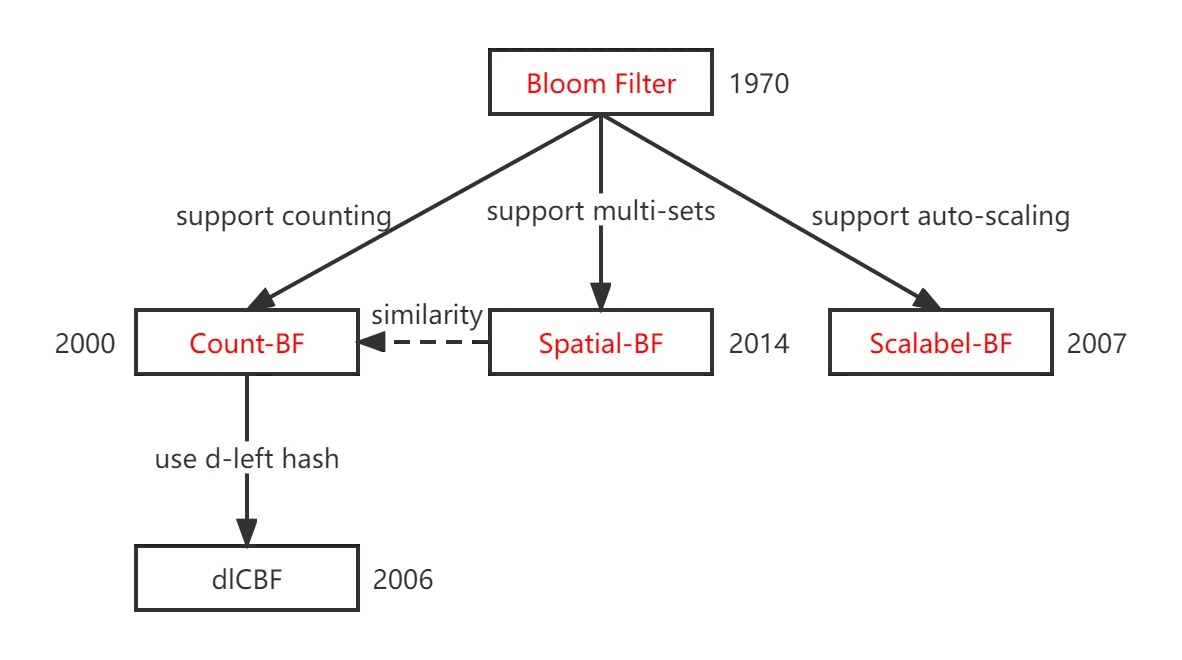 Bloom Filter
1970
support counting
support multi-sets
support auto-scaling
2000
Count-BF
similarity
Spatial-BF
2014
Scalabel-BF
2007
use d-left hash
dlCBF
2006